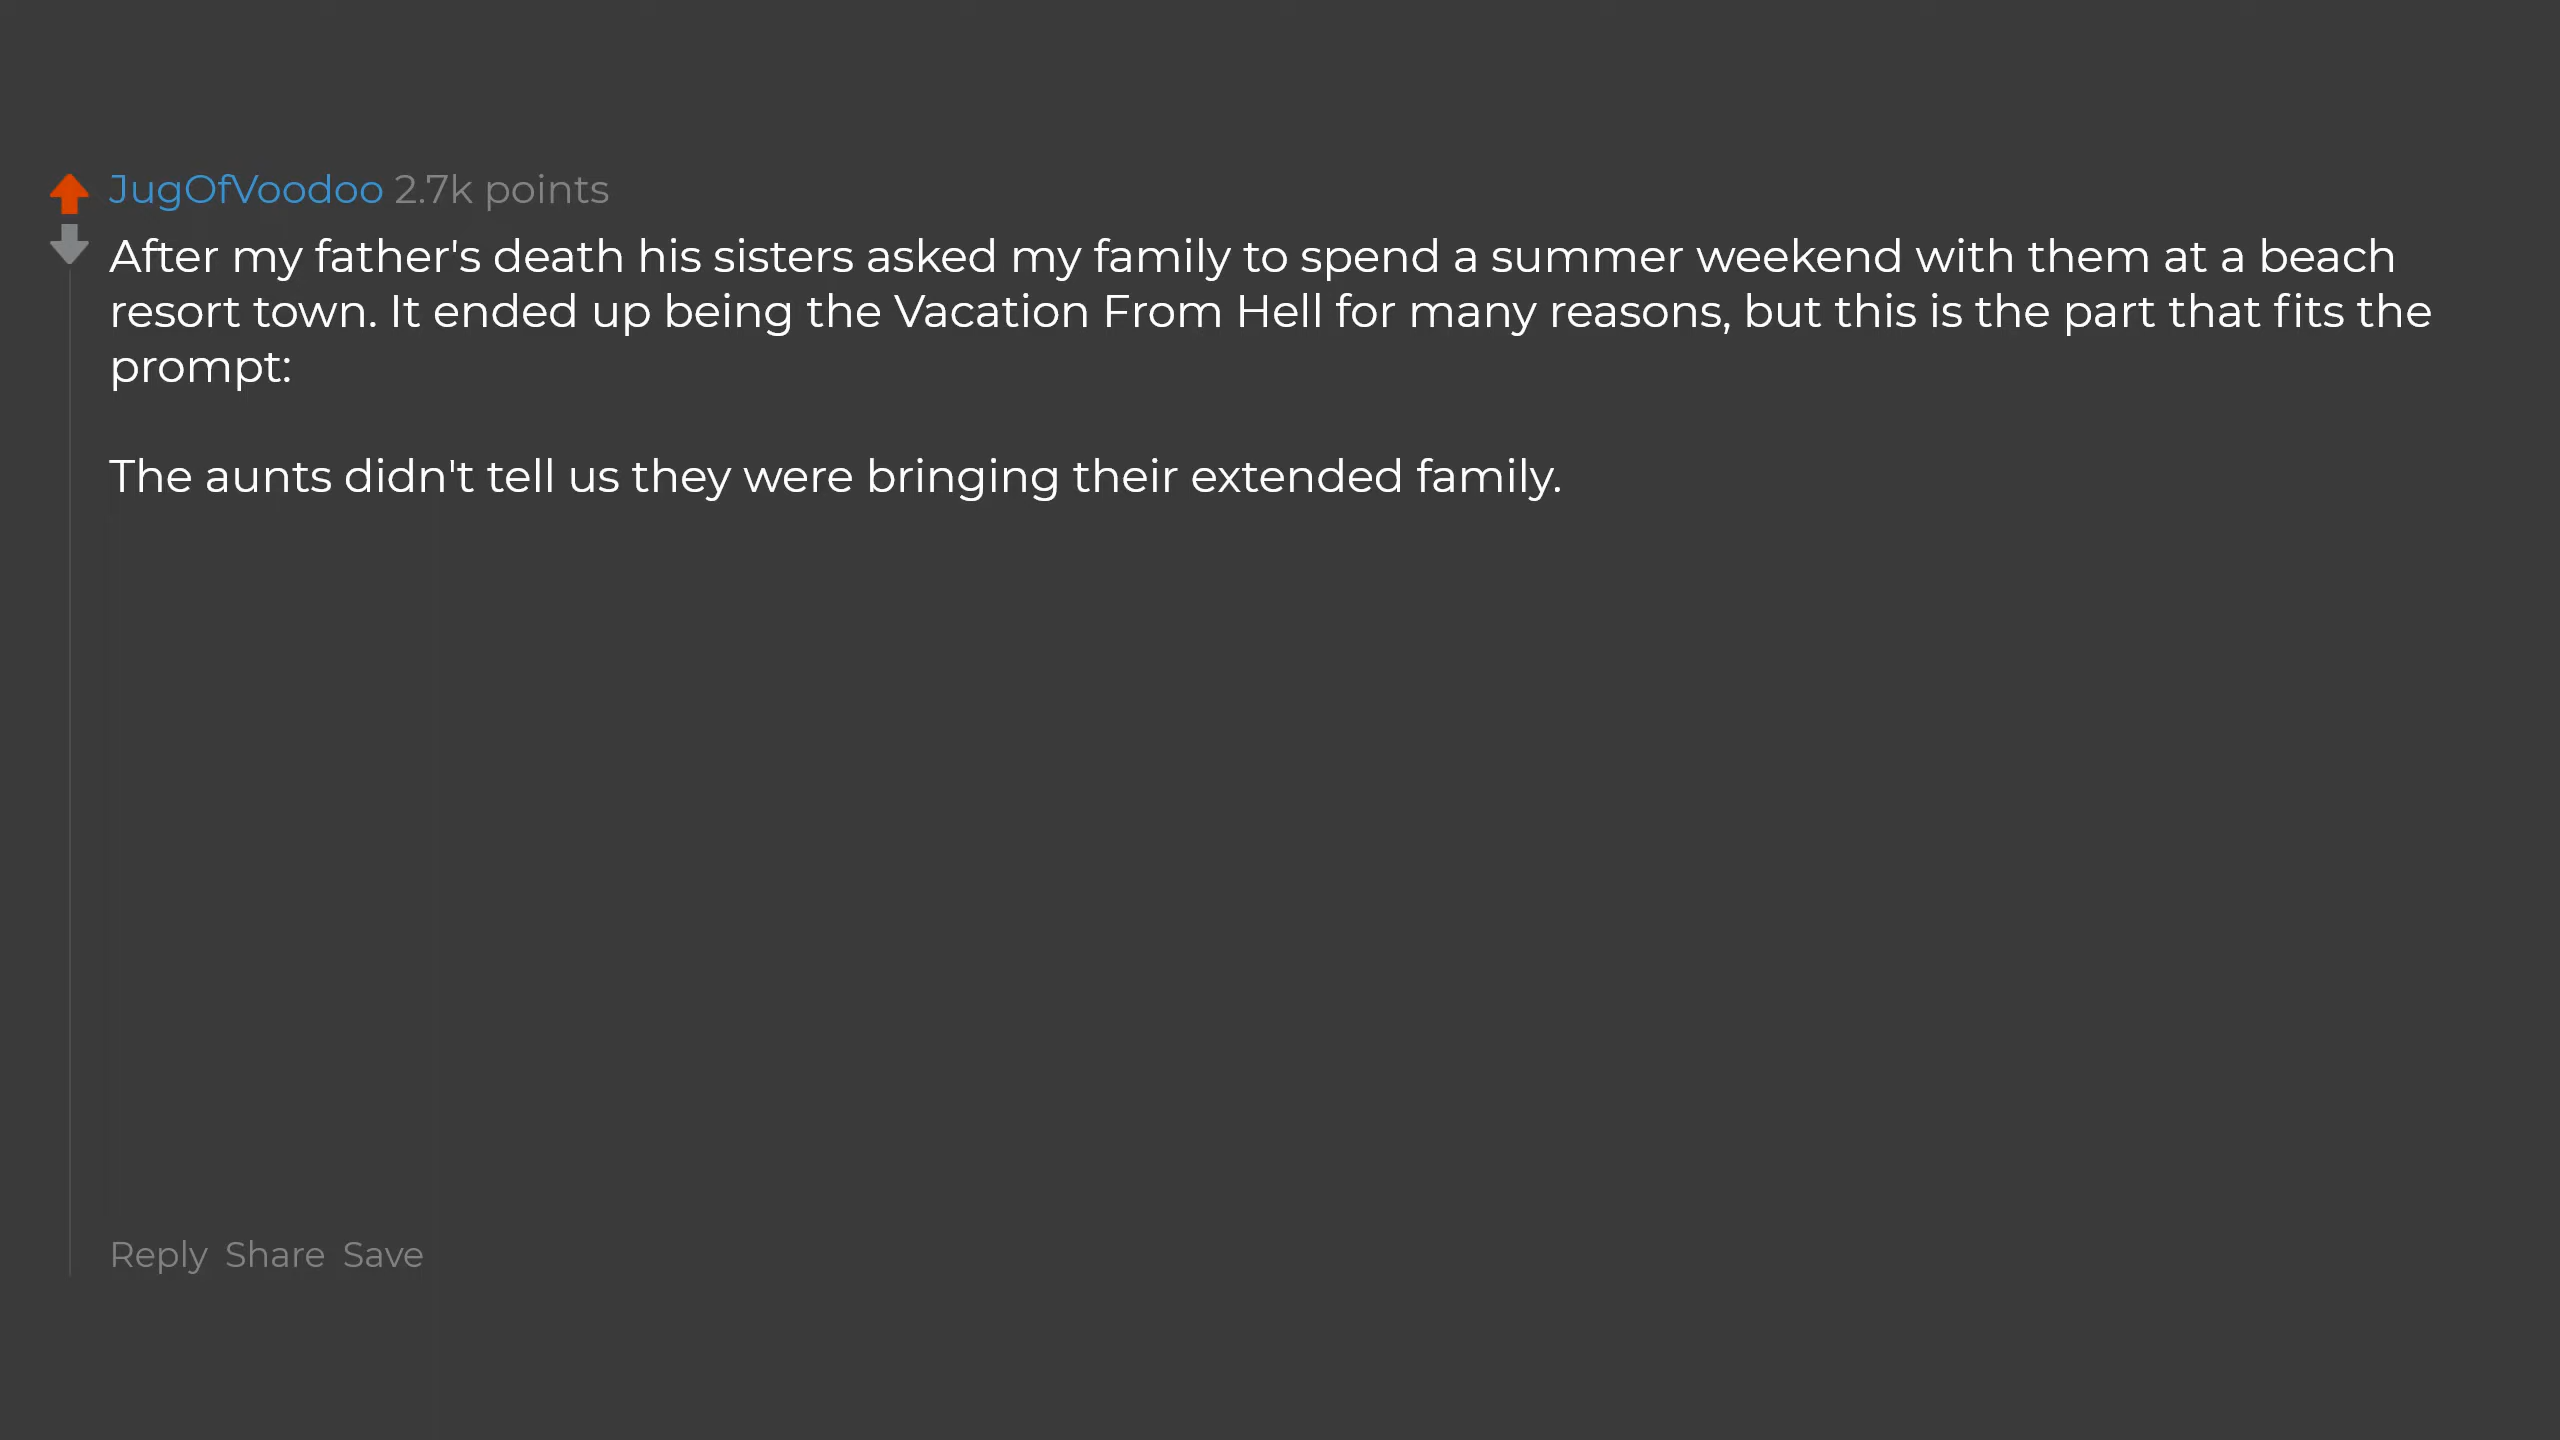 JugOfVoodoo 2.7k points
After my father's death his sisters asked my family to spend a summer weekend with them at a beach
resort town. It ended up being the Vacation From Hell for many reasons, but this is the part that fits the
prompt:
The aunts didn't tell us they were bringing their extended family.
Reply Share Save